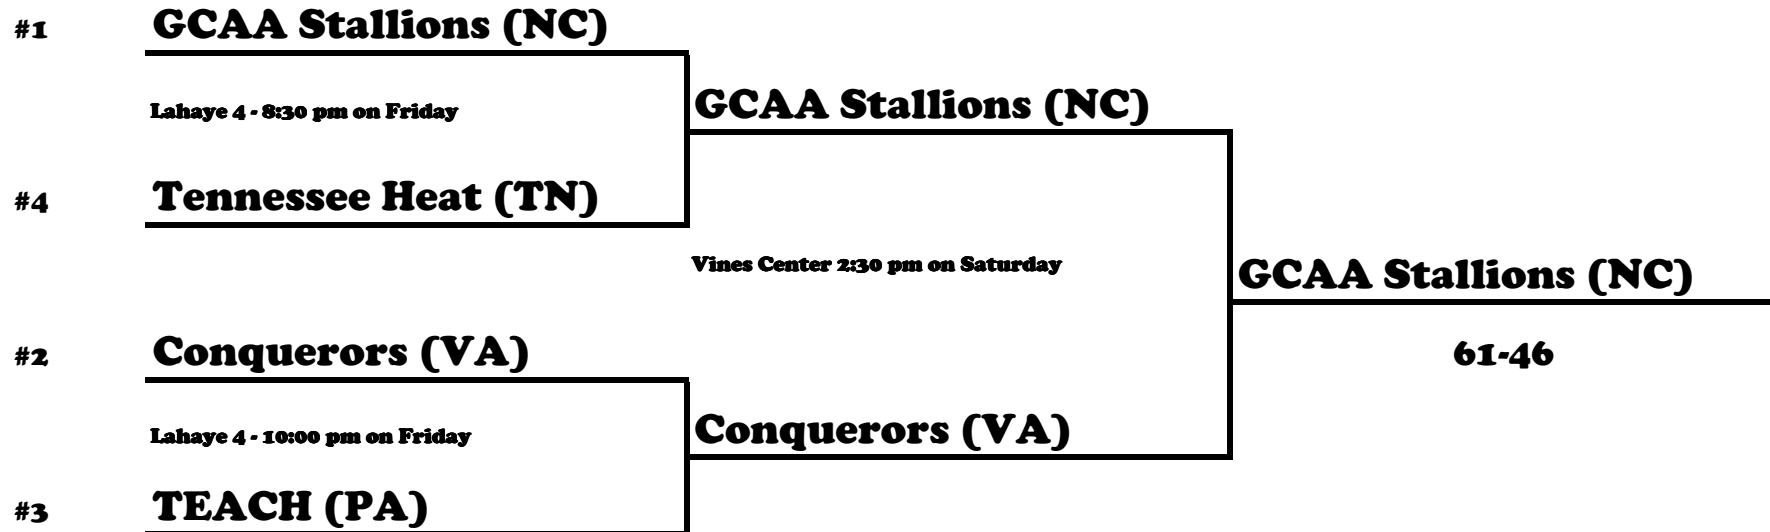 #1 GCAA Stallions (NC)
Lahaye 4 - 8:30 pm on Friday
GCAA Stallions (NC)
#4 Tennessee Heat (TN)
Vines Center 2:30 pm on Saturday
GCAA Stallions (NC)
#2 Conquerors (VA)
61-46
Lahaye 4 - 10:00 pm on Friday
Conquerors (VA)
#3 TEACH (PA)